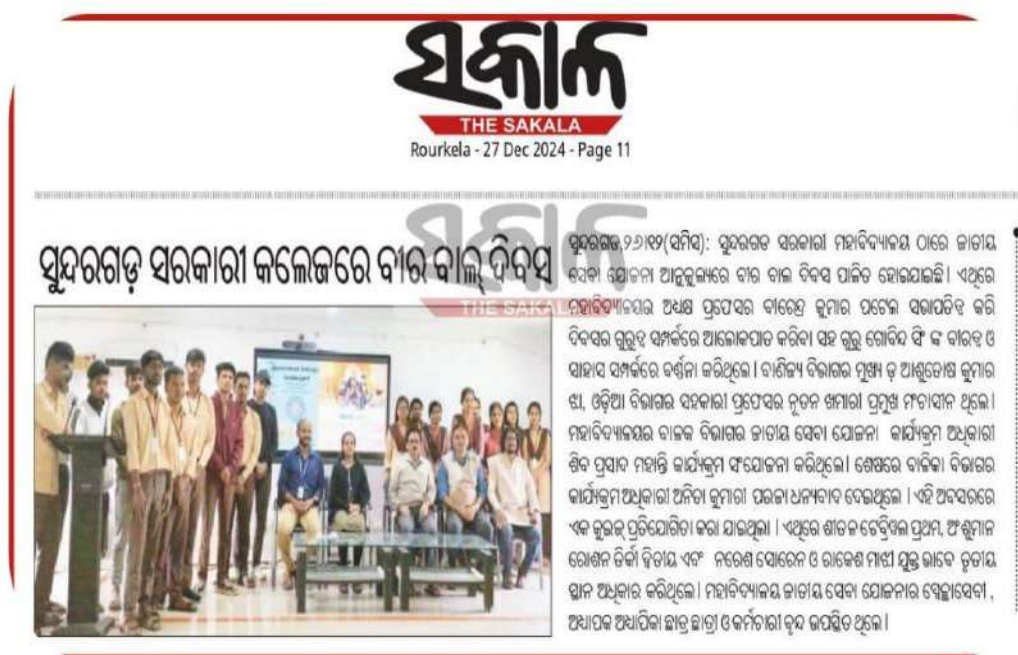 ସକାଳ
THE SAKALA
Rourkela - 27 Dec 2024 - Page 11
ସକାଳ
THE SAKALA
ସୁନ୍ଦରଗଡ଼ ସରକାରୀ କଲେଜରେ ବୀର ବାଲ୍ ଦିବସ
ସୁନ୍ଦରଗଡ,୨୬।୧୨(ସମିସ): ସୁନ୍ଦରଗଡ ସରକାରୀ ମହାବିଦ୍ୟାଳୟ ଠାରେ ଜାତୀୟ
ସେବା ଯୋଜନା ଆନୁକୁଲ୍ୟରେ ବୀର ବାଲ ଦିବସ ପାଳିତ ହୋଇଯାଇଛି। ଏଥିରେ
ମହାବିଦ୍ୟାଳୟର ଅଧ୍ୟକ୍ଷ ପ୍ରଫେସର ବୀରେନ୍ଦ୍ର କୁମାର ପଟେଲ ସଭାପତିତ୍ୱ କରି
ଦିବସର ଗୁରୁତ୍ୱ ସମ୍ପର୍କରେ ଆଲୋକପାତ କରିବା ସହ ଗୁରୁ ଗୋବିନ୍ଦ ସିଂ ଙ୍କ ବୀରତ୍ୱ ଓ
ସାହାସ ସମ୍ପର୍କରେ ବର୍ଣ୍ଣନା କରିଥିଲେ। ବାଣିଜ୍ୟ ବିଭାଗର ମୁଖ୍ୟ ଡ଼ ଆଶୁତୋଷ କୁମାର
ଝା, ଓଡ଼ିଆ ବିଭାଗର ସହକାରୀ ପ୍ରଫେସର ନୂତନ ଖମାରୀ ପ୍ରମୁଖ ମଂଚାସୀନ ଥିଲେ।
ମହାବିଦ୍ୟାଳୟର ବାଳକ ବିଭାଗର ଜାତୀୟ ସେବା ଯୋଜନା କାର୍ଯ୍ୟକ୍ରମ ଅଧିକାରୀ
ଶିବ ପ୍ରସାଦ ମହାନ୍ତି କାର୍ଯ୍ୟକ୍ରମ ସଂଯୋଜନା କରିଥିଲେ। ଶେଷରେ ବାଳିକା ବିଭାଗର
କାର୍ଯ୍ୟକ୍ରମ ଅଧିକାରୀ ଅନିତା କୁମାରୀ ପରଜା ଧନ୍ୟବାଦ ଦେଇଥିଲେ । ଏହି ଅବସରରେ
ଏକ କୁଇଜ୍ ପ୍ରତିଯୋଗିତା କରା ଯାଇଥିଲା । ଏଥିରେ ଶୀତଳ ଟେଟ୍ରିଓ୍ବଲ ପ୍ରଥମ, ଅଂଶୁମାନ
ରୋଶନ ତିର୍କୀ ଦ୍ୱିତୀୟ ଏବଂ ନରେଶ ସୋରେନ ଓ ରାକେଶ ମାଝୀ ଯୁକ୍ତ ଭାବେ ତୃତୀୟ
ସ୍ଥାନ ଅଧିକାର କରିଥିଲେ। ମହାବିଦ୍ୟାଳୟ ଜାତୀୟ ସେବା ଯୋଜନାର ସ୍ୱେଚ୍ଛାସେବୀ ,
ଅଧ୍ୟାପକ ଅଧ୍ୟାପିକା ଛାତ୍ର ଛାତ୍ରୀ ଓ କର୍ମଚାରୀ ବୃନ୍ଦ ଉପସ୍ଥିତ ଥିଲେ ।